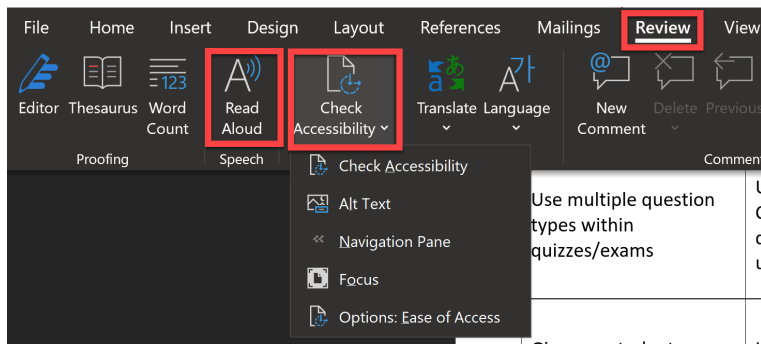 File Home Insert Design Layout References Mailings Review View
Editor Thesaurus Word Count Read Aloud Check Accessibility Translate Language New Comment Delete Previous
Proofing Speech
Check Accessibility
Alt Text
Navigation Pane
Focus
Options: Ease of Access
Use multiple question
types within
quizzes/exams